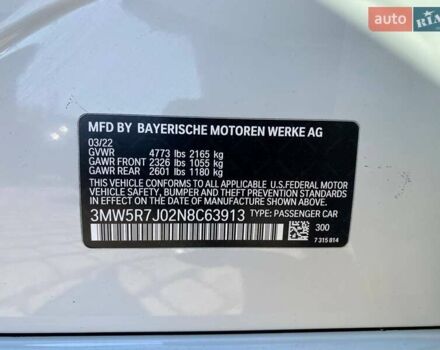 AUTO RIA
MFD BY BAYERISCHE MOTOREN WERKE AG
03/22
GVWR 4773 lbs 2165 kg
GAWR FRONT 2326 lbs 1055 kg
GAWR REAR 2601 lbs 1180 kg
THIS VEHICLE CONFORMS TO ALL APPLICABLE U.S. FEDERAL MOTOR
VEHICLE SAFETY, BUMPER, AND THEFT PREVENTION STANDARDS
IN EFFECT ON THE DATE OF MANUFACTURE SHOWN ABOVE.
3MW5R7J02N8C63913 TYPE: PASSENGER CAR
300
7 315 814